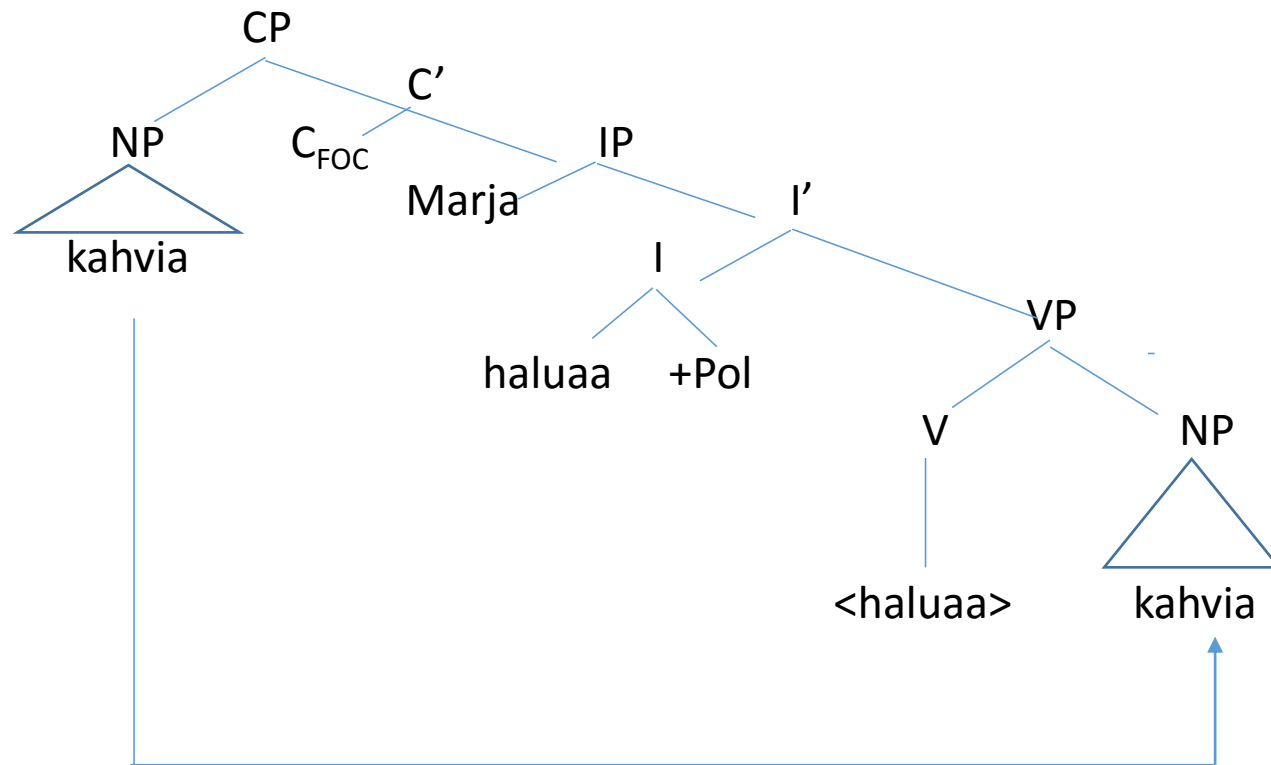 CP
C’
NP
C_FOC
IP
Marja
I’
kahvia
I
VP
haluaa +Pol
V
NP
<haluaa>
kahvia